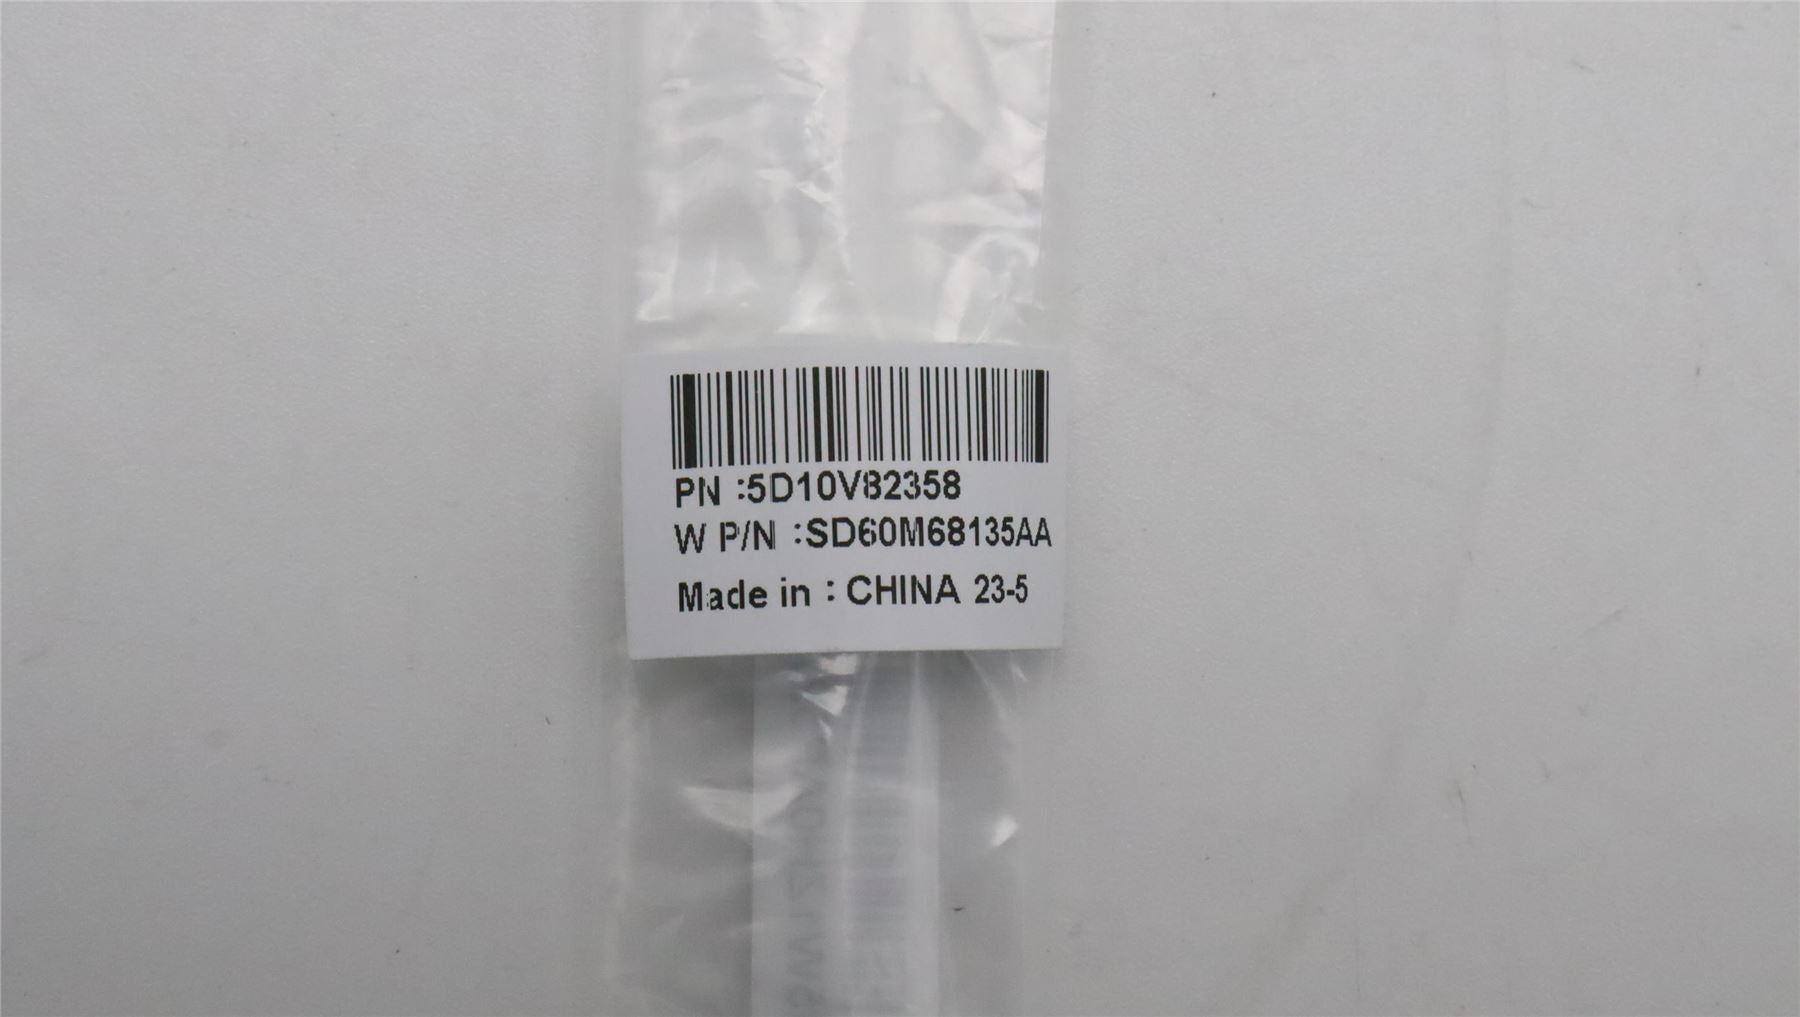 PN :5D10V82358
W P/N :SD60M68135AA
Made in : CHINA 23-5